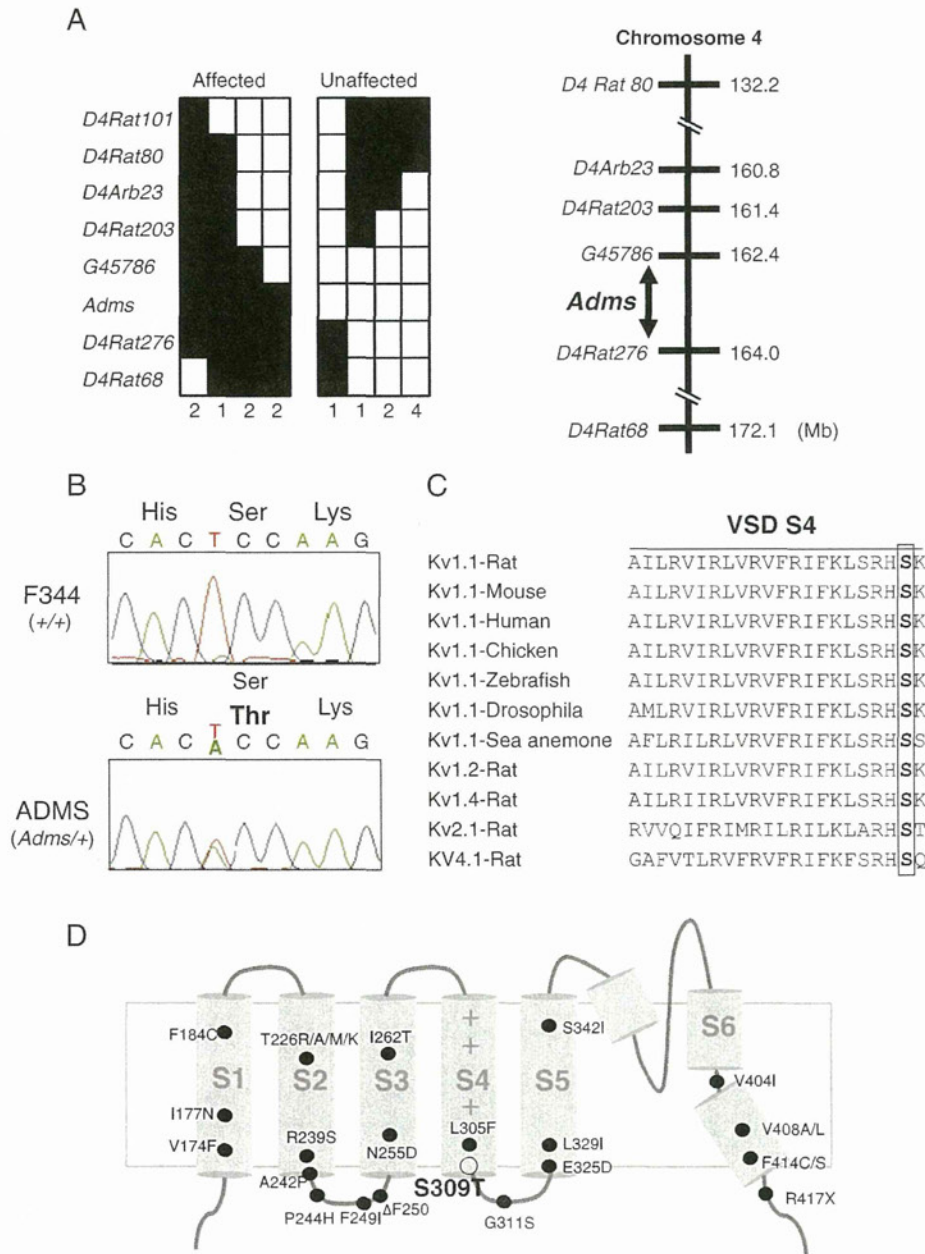 A
Affected
Unaffected
D4Rat101
D4Rat80
D4Arb23
D4Rat203
G45786
Adms
D4Rat276
D4Rat68
2 1 2 2
1 1 2 4
Chromosome 4
D4 Rat 80 132.2
D4Arb23 160.8
D4Rat203 161.4
G45786 162.4
Adms
D4Rat276 164.0
D4Rat68 172.1 (Mb)
B
His Ser Lys
C A C T C C A A G
F344
(+/+)
Ser
His Thr Lys
T
C A C A C C A A G
ADMS
(Adms/+)
C
VSD S4
Kv1.1-Rat AILRVIRLVRVFRIFKLSRHSK
Kv1.1-Mouse AILRVIRLVRVFRIFKLSRHSK
Kv1.1-Human AILRVIRLVRVFRIFKLSRHSK
Kv1.1-Chicken AILRVIRLVRVFRIFKLSRHSK
Kv1.1-Zebrafish AILRVIRLVRVFRIFKLSRHSK
Kv1.1-Drosophila AMLRVIRLVRVFRIFKLSRHSK
Kv1.1-Sea anemone AFLRILRLVRVFRIFKLSRHSS
Kv1.2-Rat AILRVIRLVRVFRIFKLSRHSK
Kv1.4-Rat AILRIIRLVRVFRIFKLSRHSK
Kv2.1-Rat RVVQIFRIMRILRILKLARHST
KV4.1-Rat GAFVTLRVFRVFRIFKFSRHSQ
D
F184C
T226R/A/M/K
I262T
S342I
S1
S2
S3
S4
S5
S6
+
+
+
+
V404I
I177N
V174F
R239S
N255D
L305F
L329I
E325D
V408A/L
F414C/S
R417X
A242P
P244H
F249I
ΔF250
S309T
G311S